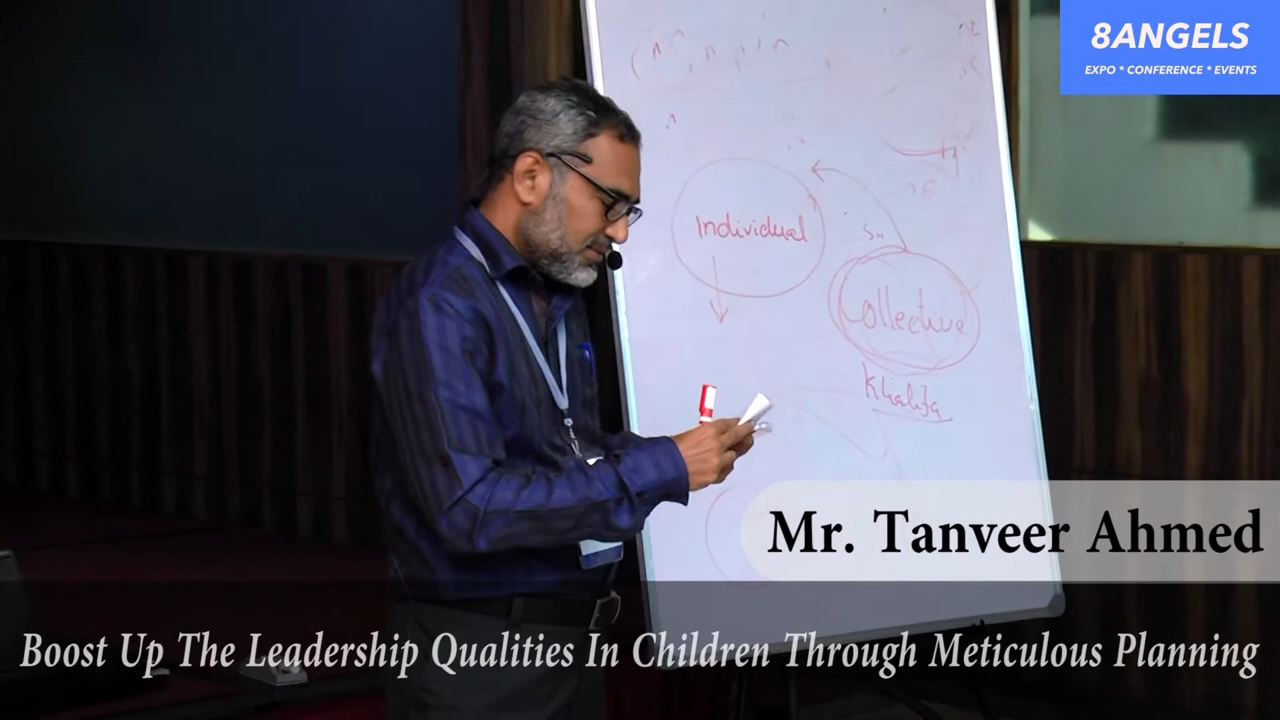 8ANGELS
EXPO * CONFERENCE * EVENTS
Individual
Collective
Khalifa
Mr. Tanveer Ahmed
Boost Up The Leadership Qualities In Children Through Meticulous Planning